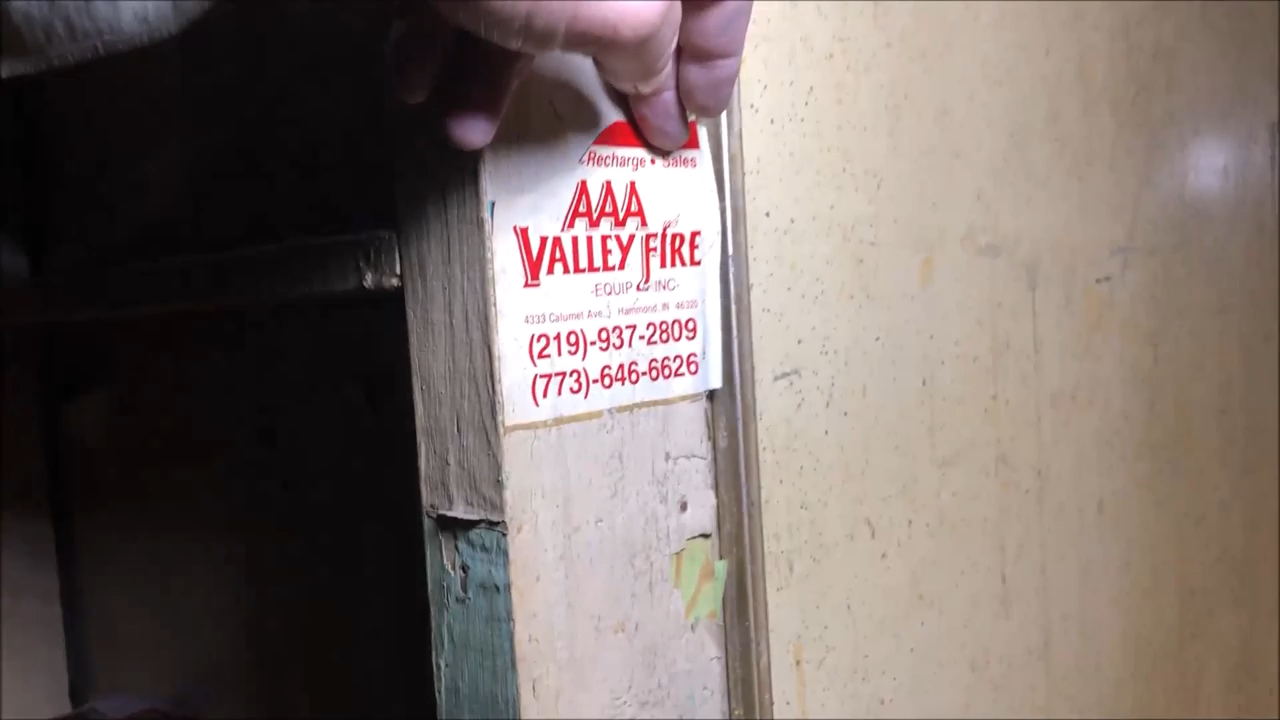 Recharge • Sales
AAA
VALLEY FIRE
-EQUIP INC-
4333 Calumet Ave., Hammond, IN 46320
(219)-937-2809
(773)-646-6626